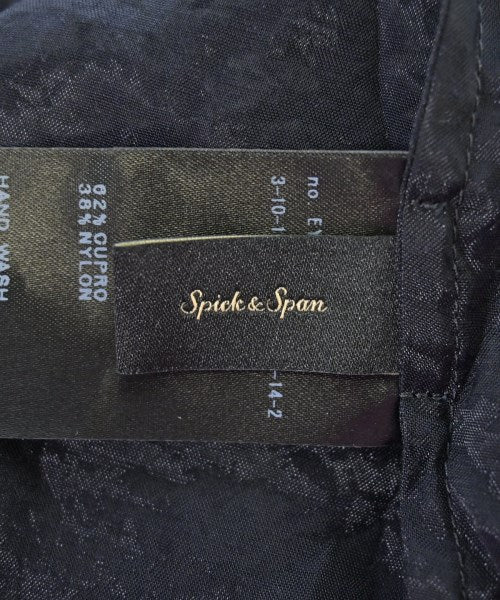 Spick & Span
no. E
3-10-1
-14-2
62% CUPRO
38% NYLON
HAND WASH